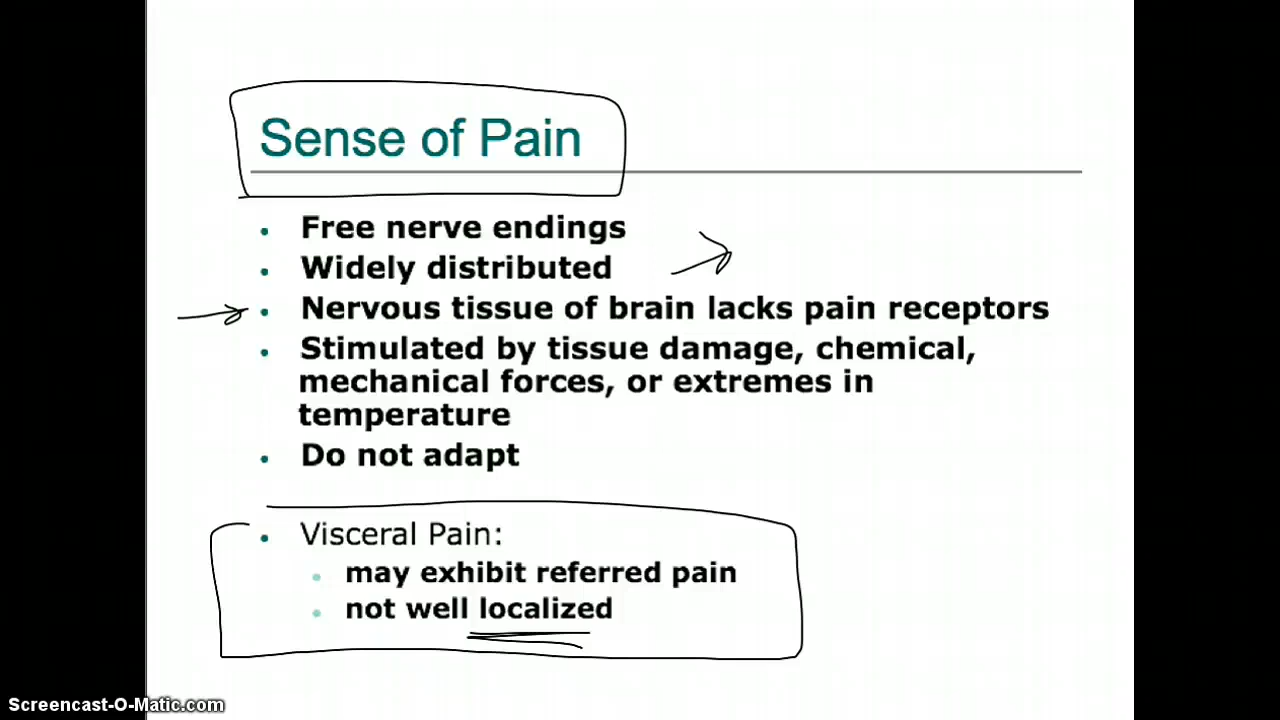 Sense of Pain
• Free nerve endings
• Widely distributed
• Nervous tissue of brain lacks pain receptors
• Stimulated by tissue damage, chemical,
mechanical forces, or extremes in
temperature
• Do not adapt
• Visceral Pain:
• may exhibit referred pain
• not well localized
Screencast-O-Matic.com